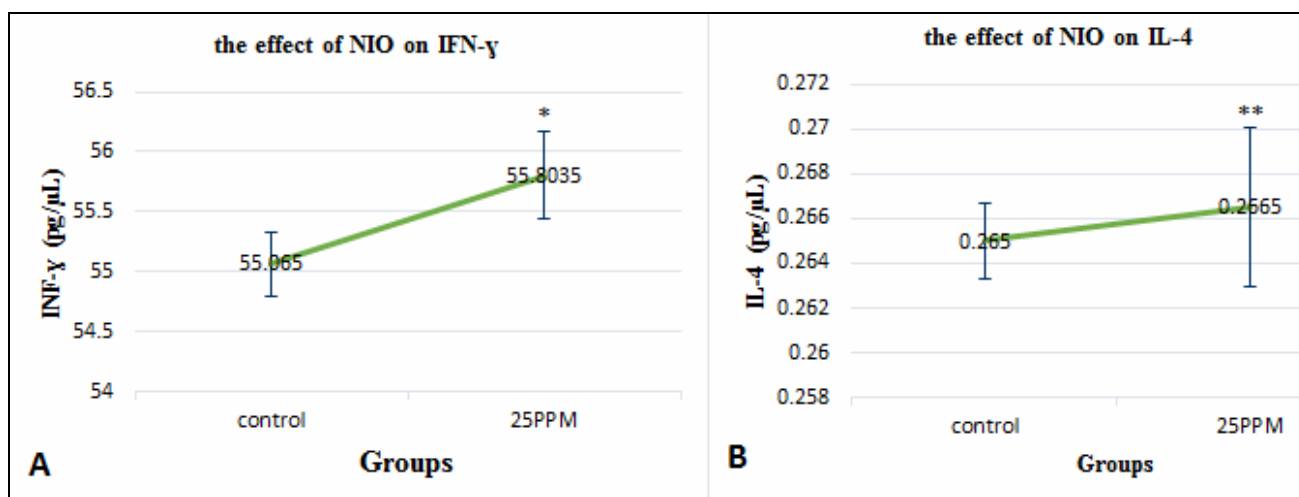 the effect of NIO on IFN-ɣ
56.5
56
55.5
55
54.5
54
INF-ɣ (pg/µL)
*
55.8035
55.065
control
25PPM
Groups
A
the effect of NIO on IL-4
0.272
0.27
0.268
0.266
0.264
0.262
0.26
0.258
IL-4 (pg/µL)
**
0.2665
0.265
control
25PPM
Groups
B